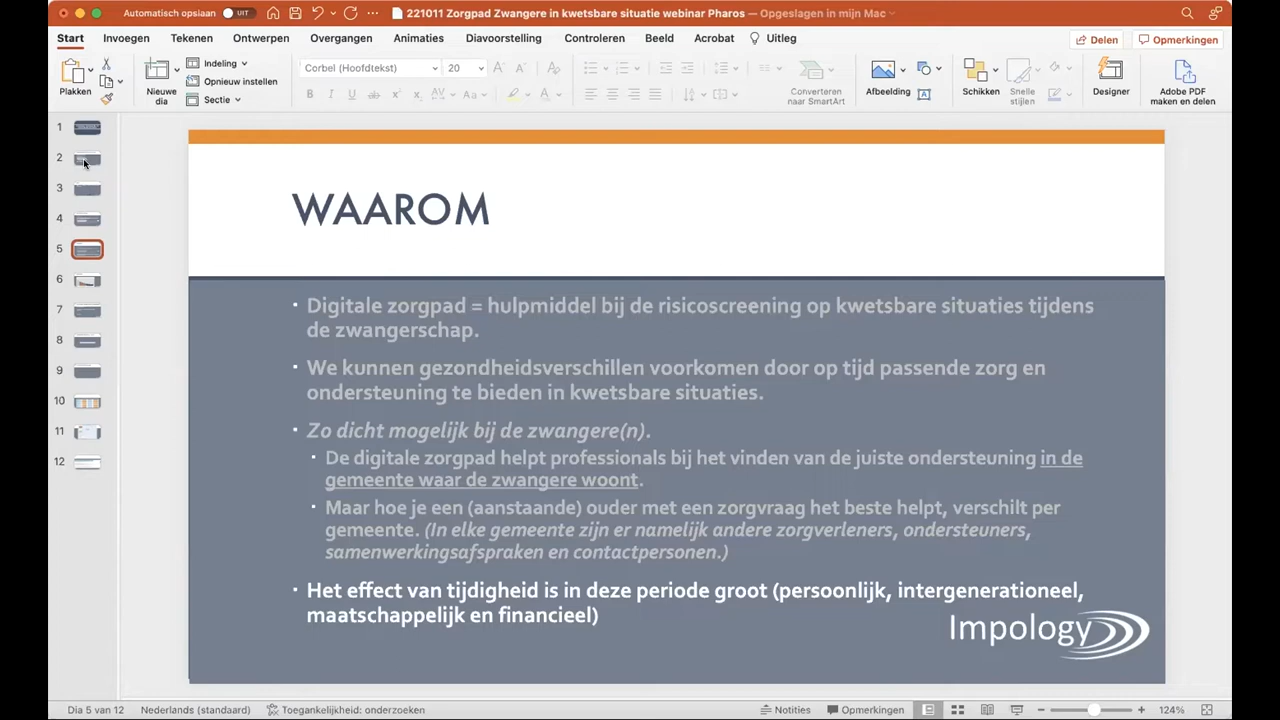 Automatisch opslaan UIT 221011 Zorgpad Zwangere in kwetsbare situatie webinar Pharos — Opgeslagen in mijn Mac
Start Invoegen Tekenen Ontwerpen Overgangen Animaties Diavoorstelling Controleren Beeld Acrobat Uitleg Delen Opmerkingen
Plakken
Nieuwe dia
Indeling
Opnieuw instellen
Sectie
Corbel (Hoofdtekst) 20
Converteren naar SmartArt
Afbeelding
Schikken
Snelle stijlen
Designer
Adobe PDF maken en delen
1
2
3
4
5
6
7
8
9
10
11
12
WAAROM
• Digitale zorgpad = hulpmiddel bij de risicoscreening op kwetsbare situaties tijdens
de zwangerschap.
• We kunnen gezondheidsverschillen voorkomen door op tijd passende zorg en
ondersteuning te bieden in kwetsbare situaties.
• Zo dicht mogelijk bij de zwangere(n).
• De digitale zorgpad helpt professionals bij het vinden van de juiste ondersteuning in de
gemeente waar de zwangere woont.
• Maar hoe je een (aanstaande) ouder met een zorgvraag het beste helpt, verschilt per
gemeente. (In elke gemeente zijn er namelijk andere zorgverleners, ondersteuners,
samenwerkingsafspraken en contactpersonen.)
• Het effect van tijdigheid is in deze periode groot (persoonlijk, intergenerationeel,
maatschappelijk en financieel)
Impology
Dia 5 van 12 Nederlands (standaard) Toegankelijkheid: onderzoeken Notities Opmerkingen 124%